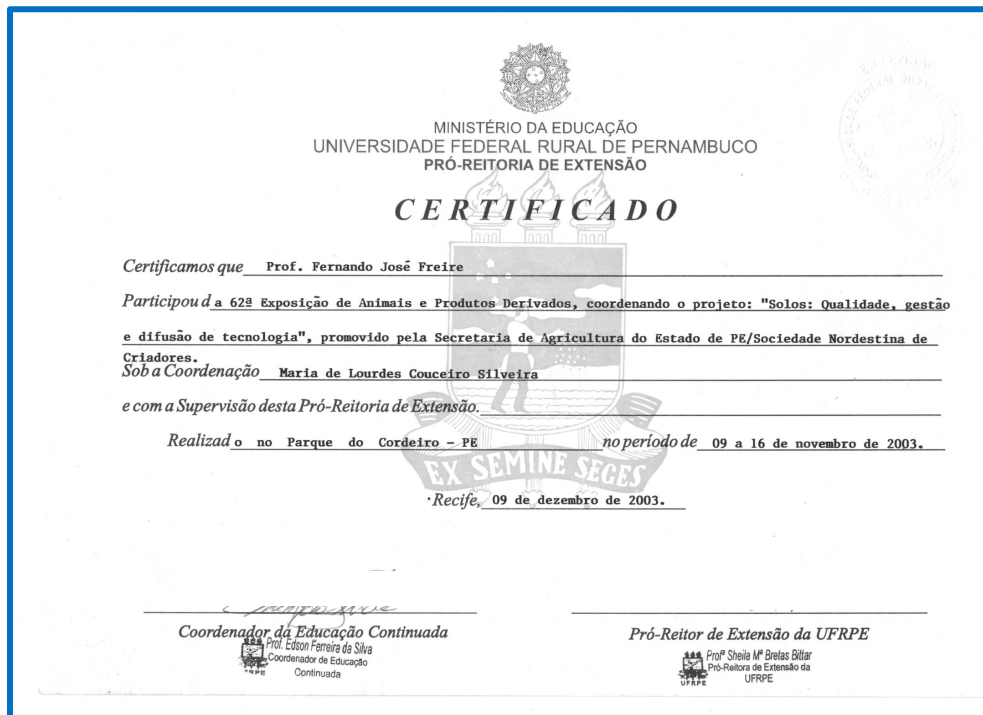 MINISTÉRIO DA EDUCAÇÃO
UNIVERSIDADE FEDERAL RURAL DE PERNAMBUCO
PRÓ-REITORIA DE EXTENSÃO
CERTIFICADO
Certificamos que Prof. Fernando José Freire
Participou d a 62ª Exposição de Animais e Produtos Derivados, coordenando o projeto: "Solos: Qualidade, gestão
e difusão de tecnologia", promovido pela Secretaria de Agricultura do Estado de PE/Sociedade Nordestina de
Criadores.
Sob a Coordenação Maria de Lourdes Couceiro Silveira
e com a Supervisão desta Pró-Reitoria de Extensão.
Realizad o no Parque do Cordeiro - PE no período de 09 a 16 de novembro de 2003.
EX SEMINE SEGES
Recife, 09 de dezembro de 2003.
Coordenador da Educação Continuada
Prof. Edson Ferreira da Silva
Coordenador de Educação
Continuada
UFRPE
Pró-Reitor de Extensão da UFRPE
Profª Sheila Mª Bretas Bittar
Pró-Reitora de Extensão da
UFRPE
UFRPE